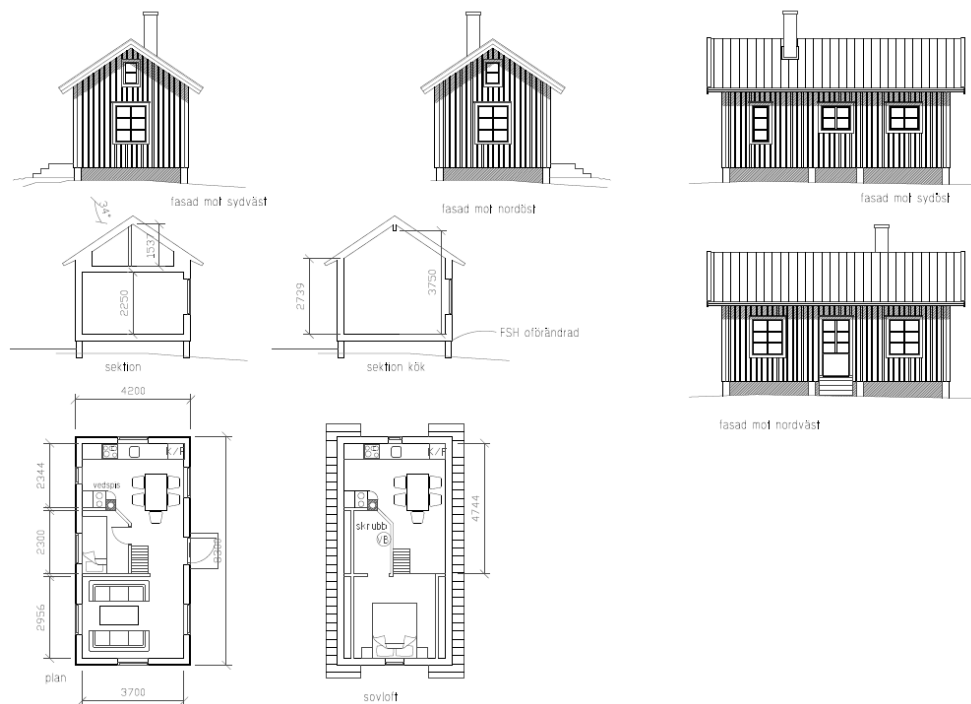 fasad mot sydväst
fasad mot nordöst
fasad mot sydöst
34°
1537
2250
sektion
2739
3750
FSH oförändrad
sektion kök
fasad mot nordväst
4200
2344
2300
2956
8300
vedspis
K/F
plan
3700
K/F
4744
skrubb
VB
sovloft